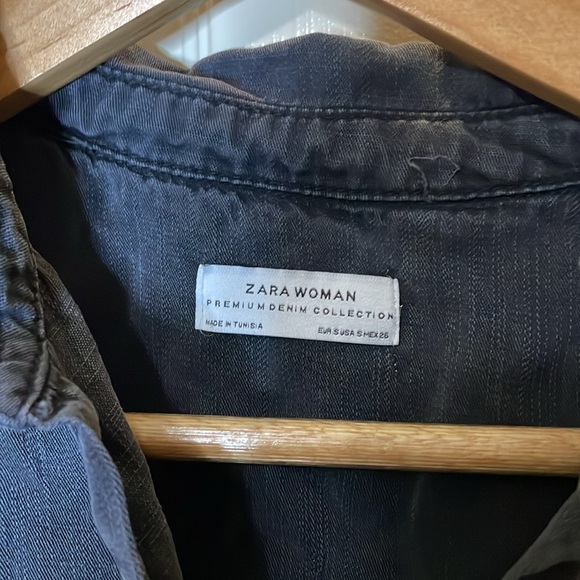 ZARA WOMAN
PREMIUM DENIM COLLECTION
MADE IN TUNISIA EUR S USA S MEX 26